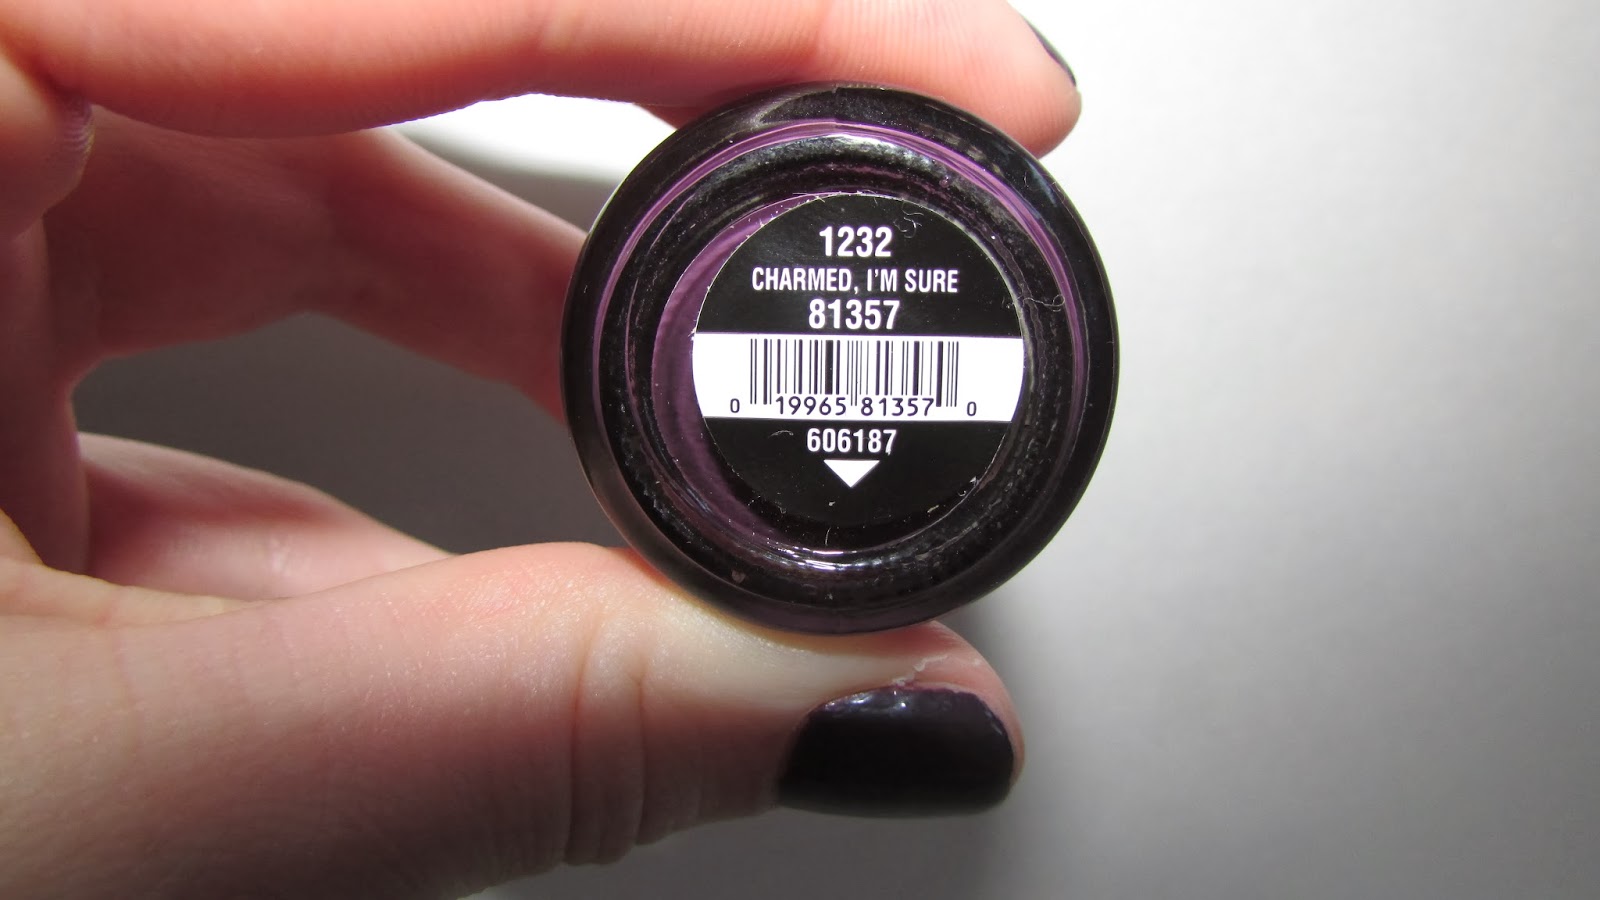 1232
CHARMED, I'M SURE
81357
0 19965 81357 0
606187